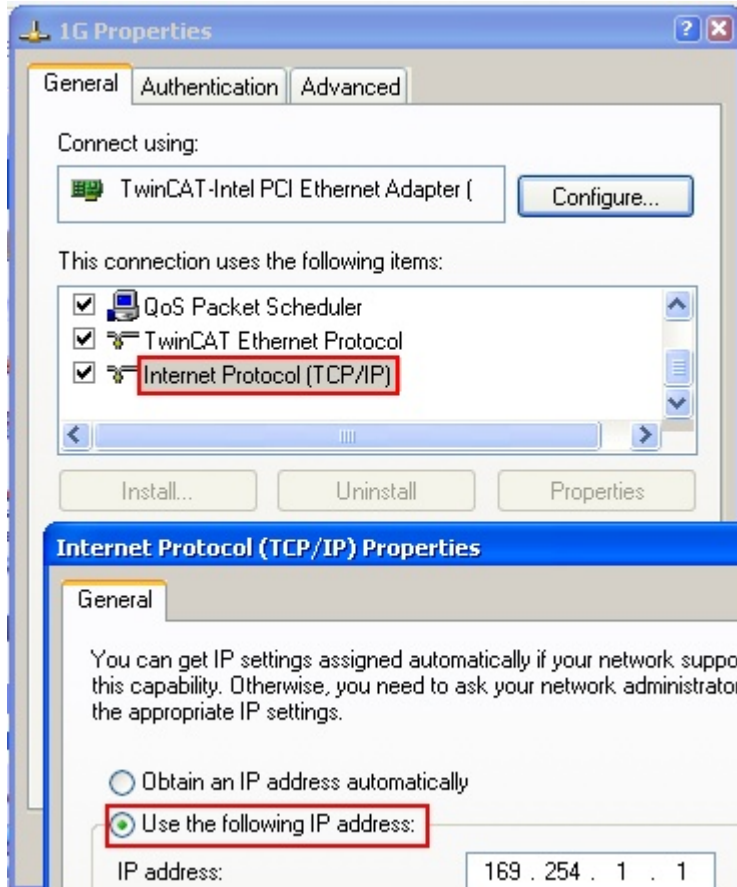 1G Properties
General Authentication Advanced
Connect using:
TwinCAT-Intel PCI Ethernet Adapter (
Configure...
This connection uses the following items:
QoS Packet Scheduler
TwinCAT Ethernet Protocol
Internet Protocol (TCP/IP)
Install... Uninstall Properties
Internet Protocol (TCP/IP) Properties
General
You can get IP settings assigned automatically if your network suppo
this capability. Otherwise, you need to ask your network administrator
the appropriate IP settings.
Obtain an IP address automatically
Use the following IP address:
IP address: 169 . 254 . 1 . 1